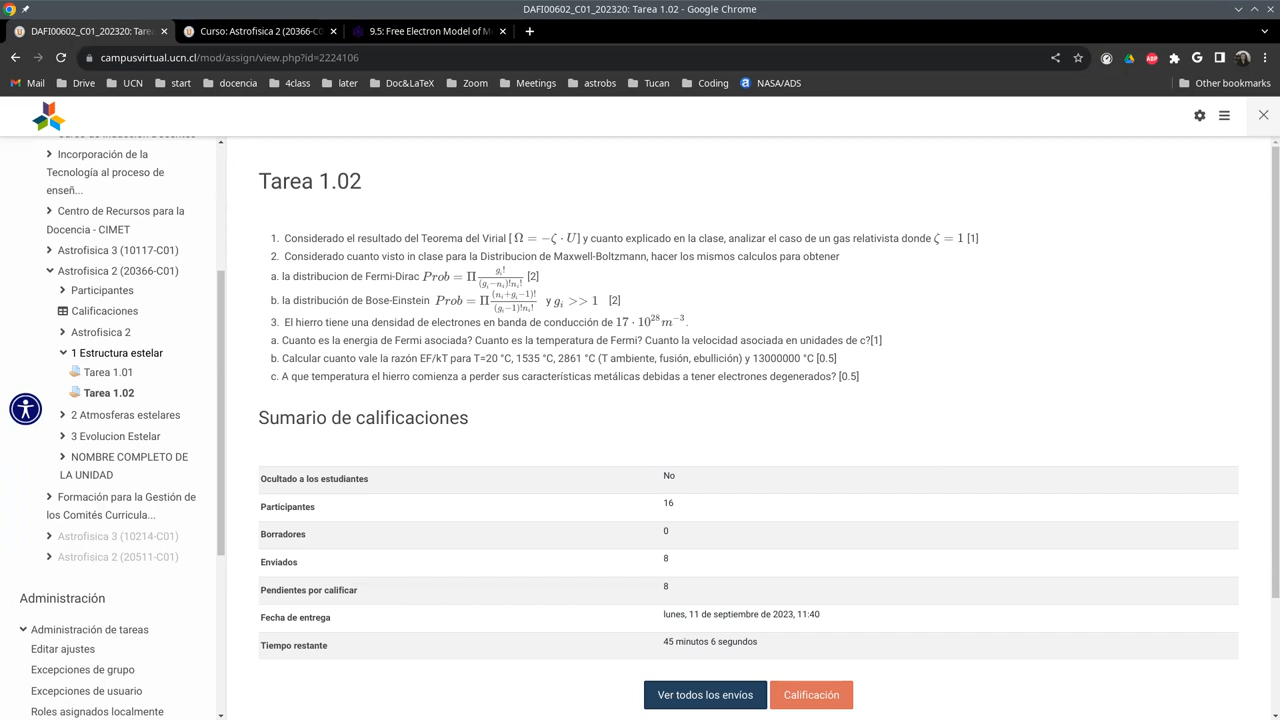 DAFI00602_C01_202320: Tarea 1.02 - Google Chrome
DAFI00602_C01_202320: Tarea
Curso: Astrofisica 2 (20366-C0
9.5: Free Electron Model of M
campusvirtual.ucn.cl/mod/assign/view.php?id=2224106
Mail
Drive
UCN
start
docencia
4class
later
Doc&LaTeX
Zoom
Meetings
astrobs
Tucan
Coding
NASA/ADS
Other bookmarks
Incorporación de la
Tecnología al proceso de
enseñ...
Centro de Recursos para la
Docencia - CIMET
Astrofisica 3 (10117-C01)
Astrofisica 2 (20366-C01)
Participantes
Calificaciones
Astrofisica 2
1 Estructura estelar
Tarea 1.01
Tarea 1.02
2 Atmosferas estelares
3 Evolucion Estelar
NOMBRE COMPLETO DE
LA UNIDAD
Formación para la Gestión de
los Comités Curricula...
Astrofisica 3 (10214-C01)
Astrofisica 2 (20511-C01)
Administración
Administración de tareas
Editar ajustes
Excepciones de grupo
Excepciones de usuario
Roles asignados localmente
Tarea 1.02
1. Considerado el resultado del Teorema del Virial [ Ω = −ζ · U ] y cuanto explicado en la clase, analizar el caso de un gas relativista donde ζ = 1 [1]
2. Considerado cuanto visto in clase para la Distribucion de Maxwell-Boltzmann, hacer los mismos calculos para obtener
a. la distribucion de Fermi-Dirac Prob = Π g_i! / (g_i−n_i)!n_i! [2]
b. la distribución de Bose-Einstein Prob = Π (n_i+g_i−1)! / (g_i−1)!n_i! y g_i >> 1 [2]
3. El hierro tiene una densidad de electrones en banda de conducción de 17 · 10^28 m^−3.
a. Cuanto es la energia de Fermi asociada? Cuanto es la temperatura de Fermi? Cuanto la velocidad asociada en unidades de c?[1]
b. Calcular cuanto vale la razón EF/kT para T=20 °C, 1535 °C, 2861 °C (T ambiente, fusión, ebullición) y 13000000 °C [0.5]
c. A que temperatura el hierro comienza a perder sus características metálicas debidas a tener electrones degenerados? [0.5]
Sumario de calificaciones
Ocultado a los estudiantes No
Participantes 16
Borradores 0
Enviados 8
Pendientes por calificar 8
Fecha de entrega lunes, 11 de septiembre de 2023, 11:40
Tiempo restante 45 minutos 6 segundos
Ver todos los envíos
Calificación